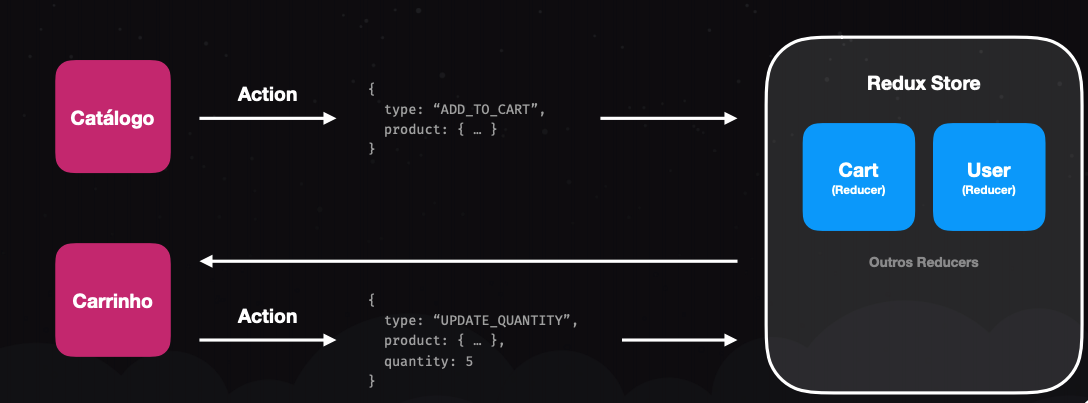 Catálogo
Action
{
type: “ADD_TO_CART”,
product: { … }
}
Redux Store
Cart
(Reducer)
User
(Reducer)
Outros Reducers
Carrinho
Action
{
type: “UPDATE_QUANTITY”,
product: { … },
quantity: 5
}